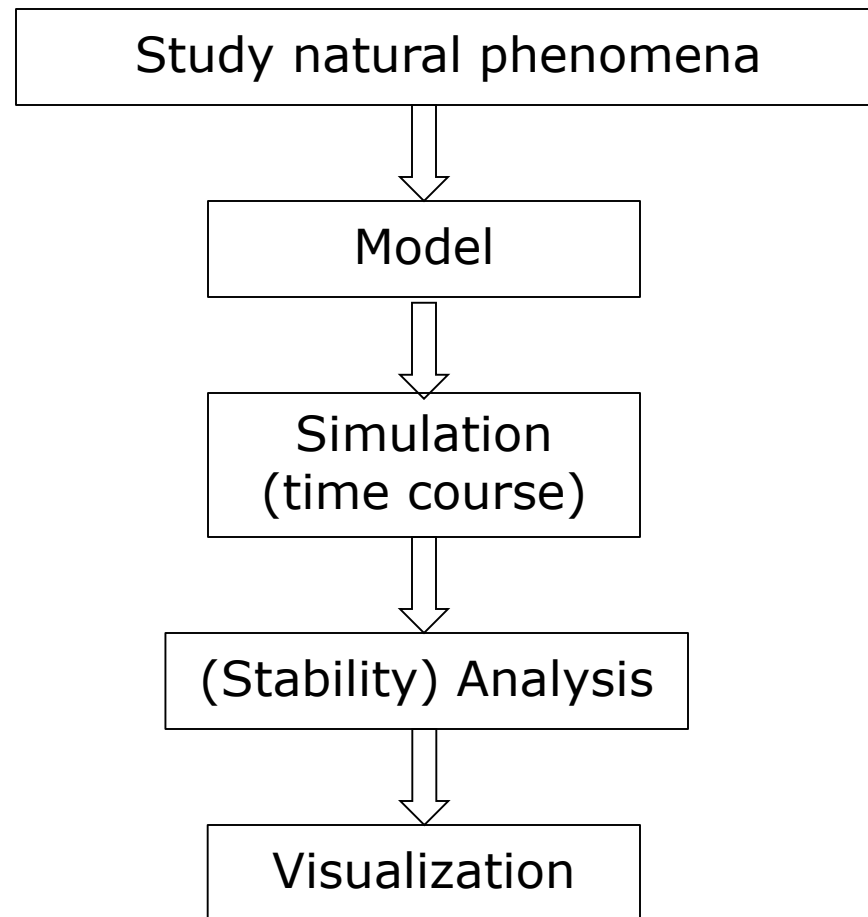 Study natural phenomena
Model
Simulation
(time course)
(Stability) Analysis
Visualization